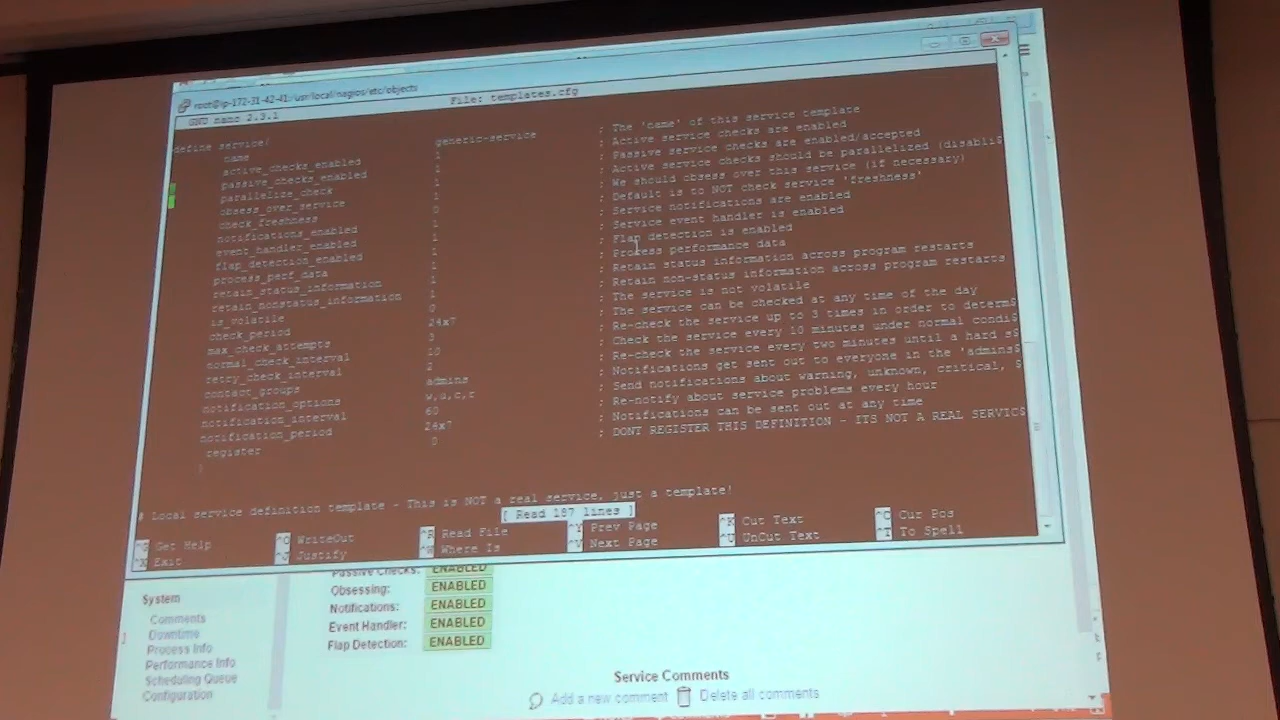 root@ip-172-31-42-41:/usr/local/nagios/etc/objects
GNU nano 2.3.1 File: templates.cfg
define service{
name generic-service ; The 'name' of this service template
active_checks_enabled 1 ; Active service checks are enabled
passive_checks_enabled 1 ; Passive service checks are enabled/accepted
parallelize_check 1 ; Active service checks should be parallelized (disabli$
obsess_over_service 1 ; We should obsess over this service (if necessary)
check_freshness 0 ; Default is to NOT check service 'freshness'
notifications_enabled 1 ; Service notifications are enabled
event_handler_enabled 1 ; Service event handler is enabled
flap_detection_enabled 1 ; Flap detection is enabled
process_perf_data 1 ; Process performance data
retain_status_information 1 ; Retain status information across program restarts
retain_nonstatus_information 1 ; Retain non-status information across program restarts
is_volatile 0 ; The service is not volatile
check_period 24x7 ; The service can be checked at any time of the day
max_check_attempts 3 ; Re-check the service up to 3 times in order to determ$
normal_check_interval 10 ; Check the service every 10 minutes under normal condi$
retry_check_interval 2 ; Re-check the service every two minutes until a hard s$
contact_groups admins ; Notifications get sent out to everyone in the 'admins$
notification_options w,u,c,r ; Send notifications about warning, unknown, critical, $
notification_interval 60 ; Re-notify about service problems every hour
notification_period 24x7 ; Notifications can be sent out at any time
register 0 ; DONT REGISTER THIS DEFINITION - ITS NOT A REAL SERVIC$
}
# Local service definition template - This is NOT a real service, just a template!
[ Read 187 lines ]
^G Get Help ^O WriteOut ^R Read File ^Y Prev Page ^K Cut Text ^C Cur Pos
^X Exit ^J Justify ^W Where Is ^V Next Page ^U UnCut Text ^T To Spell
Passive Checks: ENABLED
Obsessing: ENABLED
Notifications: ENABLED
Event Handler: ENABLED
Flap Detection: ENABLED
System
Comments
Downtime
Process Info
Performance Info
Scheduling Queue
Configuration
Service Comments
Add a new comment Delete all comments